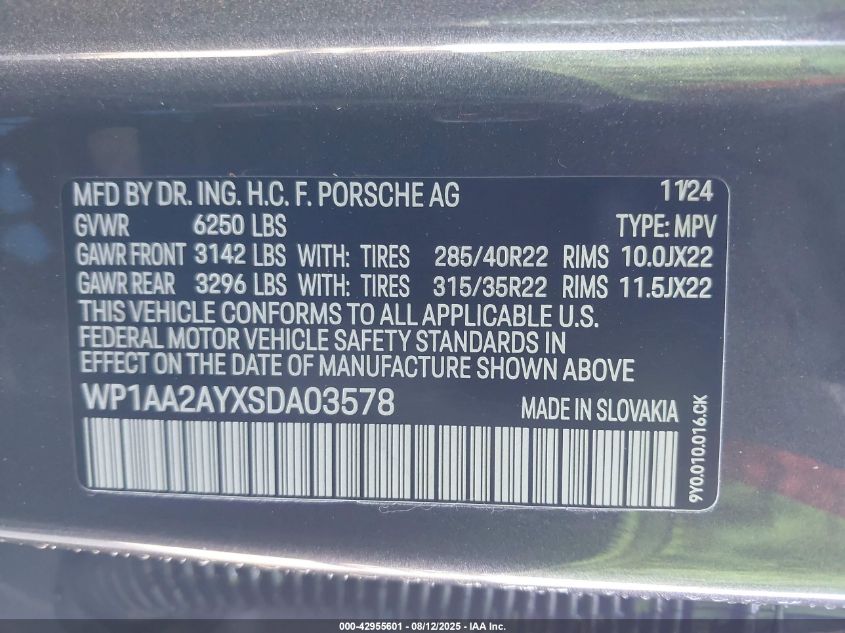 MFD BY DR. ING. H.C. F. PORSCHE AG 11/24
GVWR 6250 LBS TYPE: MPV
GAWR FRONT 3142 LBS WITH: TIRES 285/40R22 RIMS 10.0JX22
GAWR REAR 3296 LBS WITH: TIRES 315/35R22 RIMS 11.5JX22
THIS VEHICLE CONFORMS TO ALL APPLICABLE U.S.
FEDERAL MOTOR VEHICLE SAFETY STANDARDS IN
EFFECT ON THE DATE OF MANUFACTURE SHOWN ABOVE
WP1AA2AYXSDA03578 MADE IN SLOVAKIA
9Y0.010.016.CK
000-42955601 - 08/12/2025 - IAA Inc.